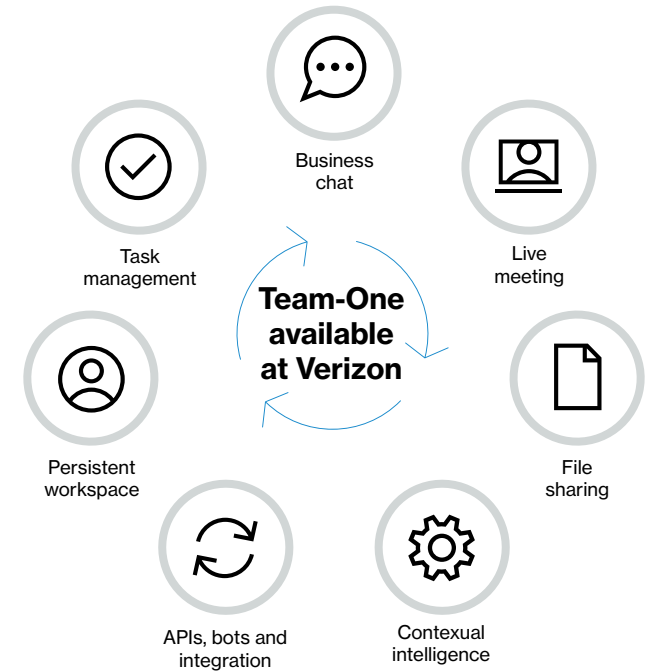 Business
chat
Task
management
Live
meeting
Team-One
available
at Verizon
Persistent
workspace
File
sharing
APIs, bots and
integration
Contexual
intelligence